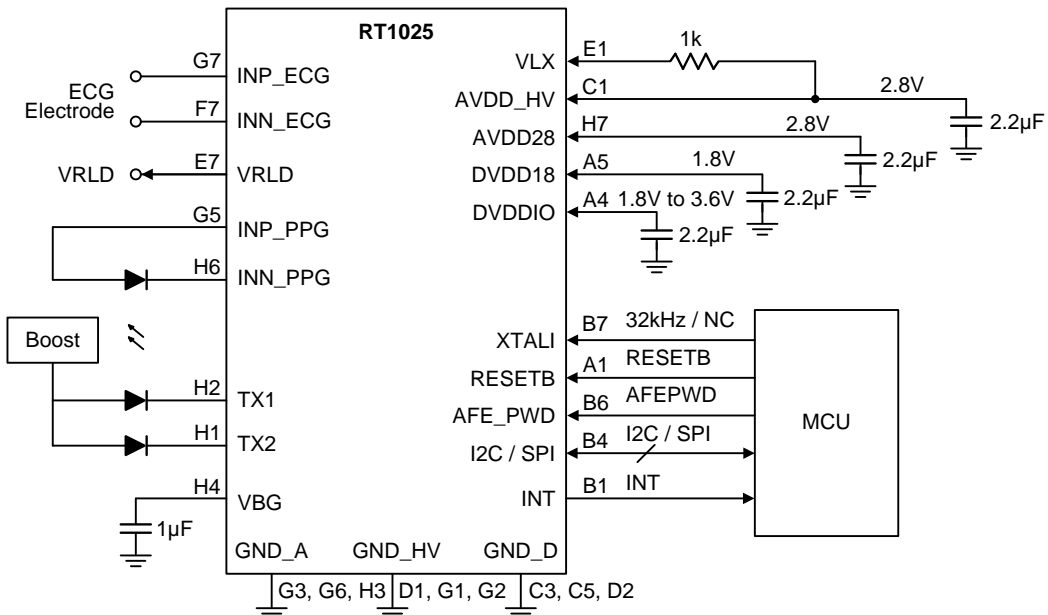 RT1025
ECG
Electrode
G7
INP_ECG
F7
INN_ECG
VRLD
E7
VRLD
G5
INP_PPG
H6
INN_PPG
Boost
H2
TX1
H1
TX2
H4
VBG
1µF
GND_A
GND_HV
GND_D
G3, G6, H3
D1, G1, G2
C3, C5, D2
VLX
E1
1k
AVDD_HV
C1
2.8V
2.2µF
AVDD28
H7
2.8V
2.2µF
DVDD18
A5
1.8V
2.2µF
DVDDIO
A4
1.8V to 3.6V
2.2µF
XTALI
B7
32kHz / NC
RESETB
A1
RESETB
AFE_PWD
B6
AFEPWD
I2C / SPI
B4
I2C / SPI
INT
B1
INT
MCU